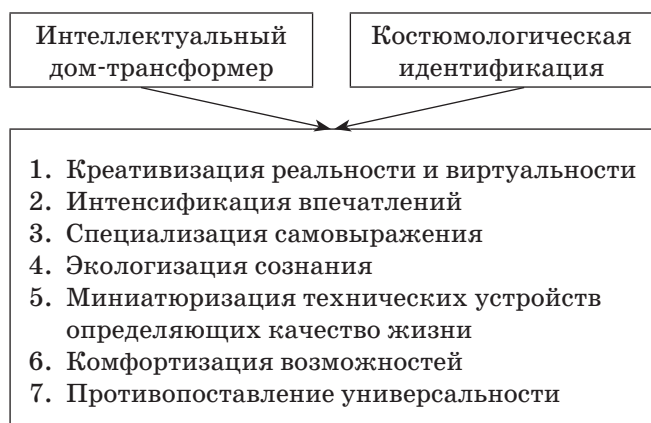 Интеллектуальный
дом-трансформер
Костюмологическая
идентификация
1. Креативизация реальности и виртуальности
2. Интенсификация впечатлений
3. Специализация самовыражения
4. Экологизация сознания
5. Миниатюризация технических устройств
определяющих качество жизни
6. Комфортизация возможностей
7. Противопоставление универсальности